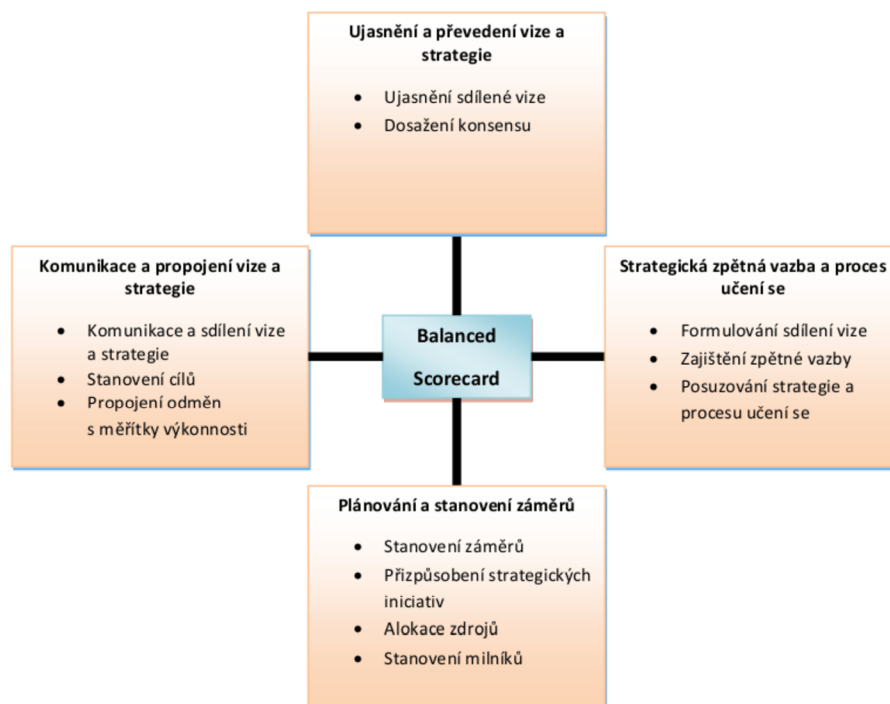 Ujasnění a převedení vize a
strategie
• Ujasnění sdílené vize
• Dosažení konsensu
Komunikace a propojení vize a
strategie
• Komunikace a sdílení vize
a strategie
• Stanovení cílů
• Propojení odměn
s měřítky výkonnosti
Balanced
Scorecard
Strategická zpětná vazba a proces
učení se
• Formulování sdílení vize
• Zajištění zpětné vazby
• Posuzování strategie a
procesu učení se
Plánování a stanovení záměrů
• Stanovení záměrů
• Přizpůsobení strategických
iniciativ
• Alokace zdrojů
• Stanovení milníků